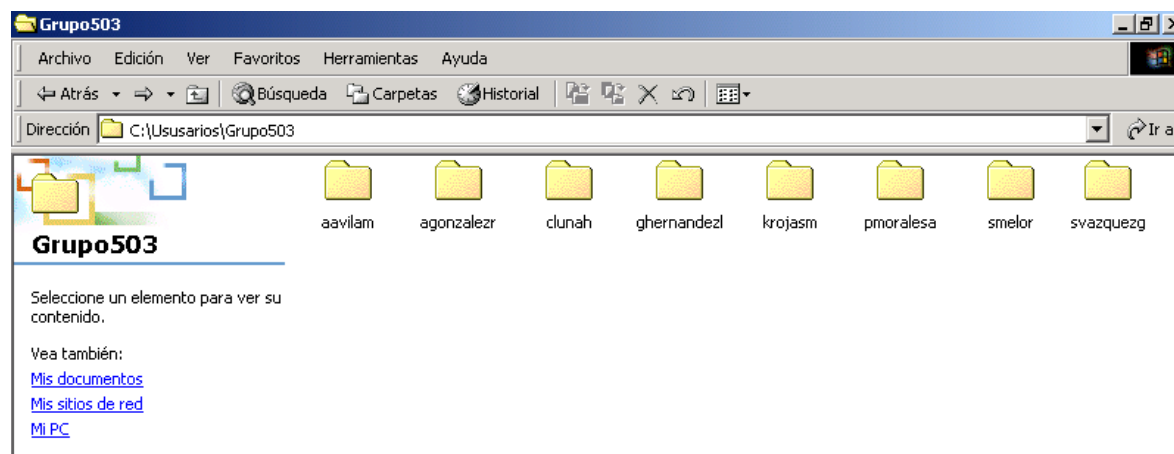 Grupo503
Archivo Edición Ver Favoritos Herramientas Ayuda
Atrás Búsqueda Carpetas Historial
Dirección C:\Ususarios\Grupo503 Ir a
aavilam agonzalezr clunah ghernandezl krojasm pmoralesa smelor svazquezg
Grupo503
Seleccione un elemento para ver su
contenido.
Vea también:
Mis documentos
Mis sitios de red
Mi PC